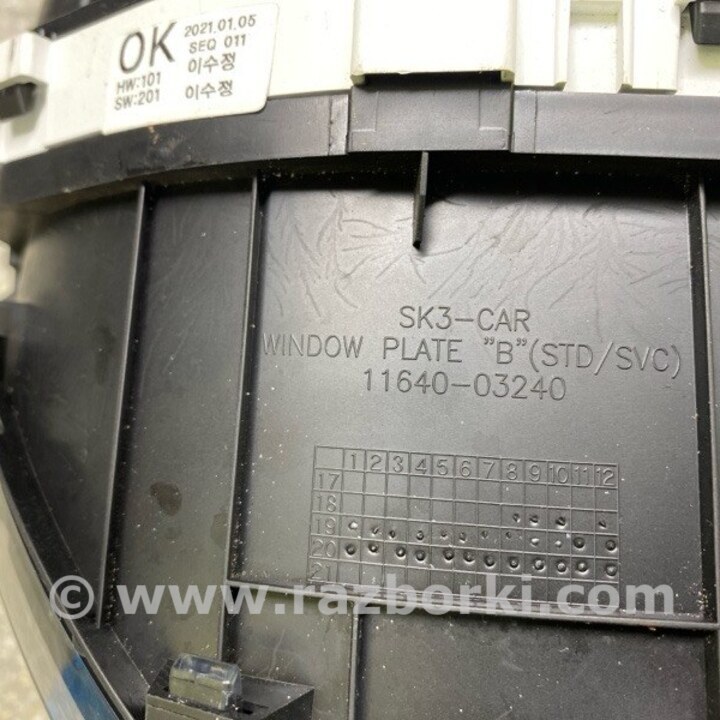 OK 2021.01.05
SEQ 011
HW:101 이수정
SW:201 이수정
SK3-CAR
WINDOW PLATE "B"(STD/SVC)
11640-03240
1 2 3 4 5 6 7 8 9 10 11 12
17
18
19
20
21
© www.razborki.com